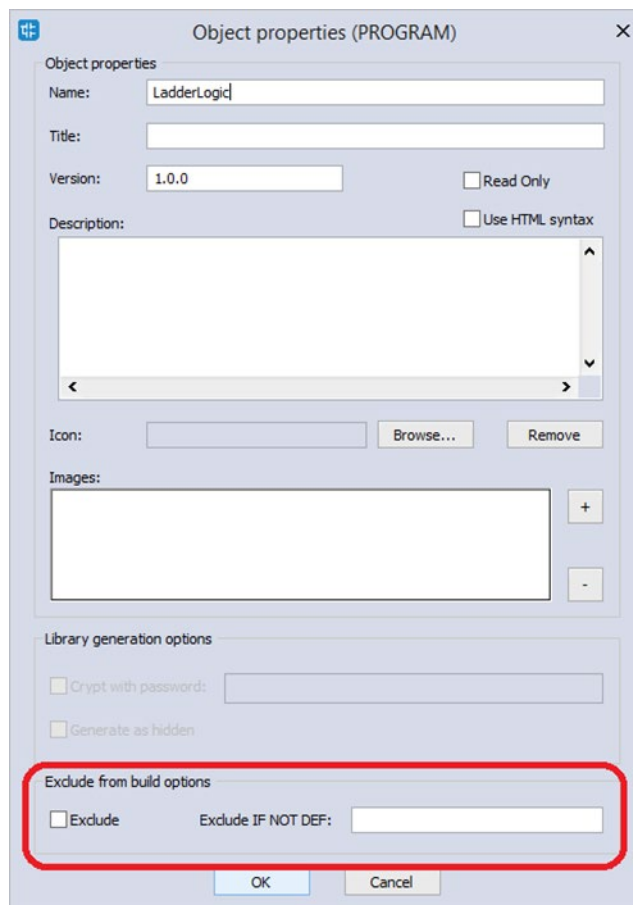 Object properties (PROGRAM)
Object properties
Name: LadderLogic
Title:
Version: 1.0.0
Read Only
Description:
Use HTML syntax
Icon: Browse... Remove
Images:
+
-
Library generation options
Crypt with password:
Generate as hidden
Exclude from build options
Exclude Exclude IF NOT DEF:
OK Cancel